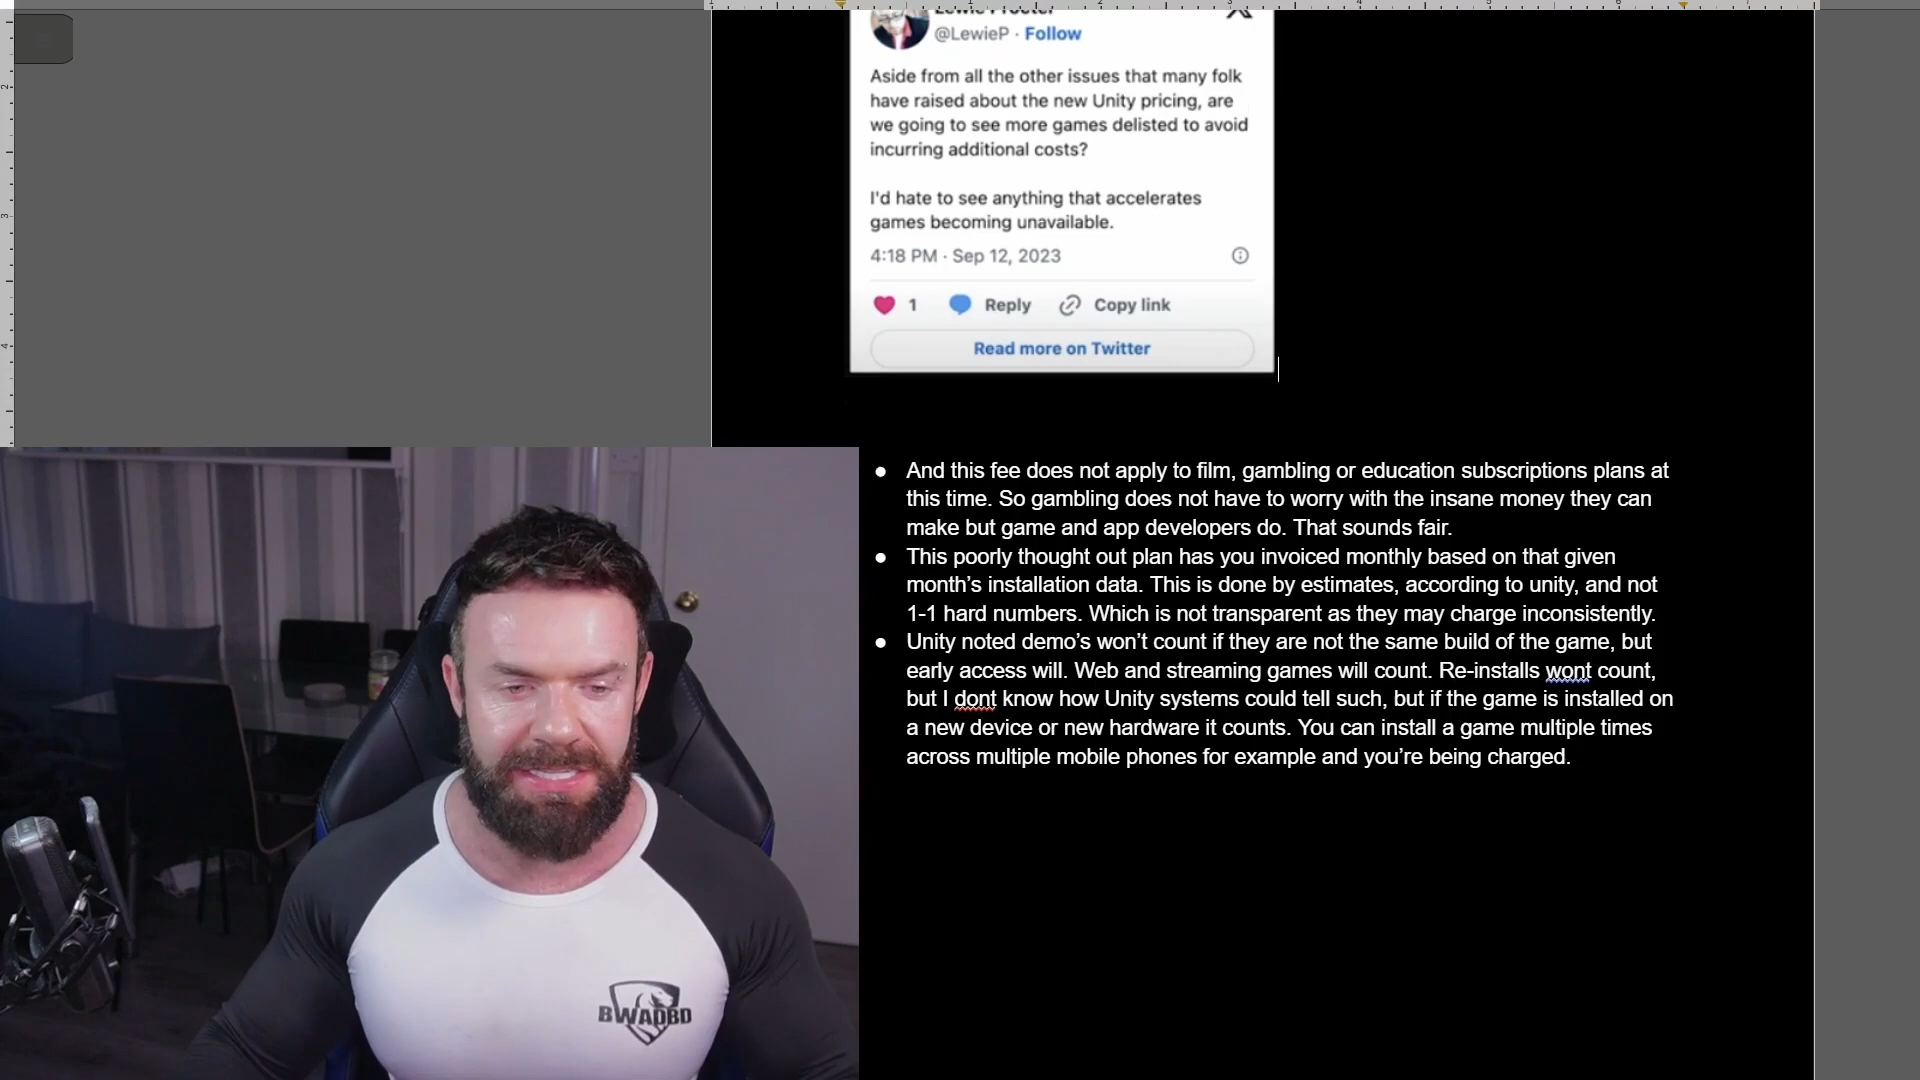 Lewie Procter
@LewieP · Follow
Aside from all the other issues that many folk
have raised about the new Unity pricing, are
we going to see more games delisted to avoid
incurring additional costs?
I'd hate to see anything that accelerates
games becoming unavailable.
4:18 PM · Sep 12, 2023
1 Reply Copy link
Read more on Twitter
● And this fee does not apply to film, gambling or education subscriptions plans at
this time. So gambling does not have to worry with the insane money they can
make but game and app developers do. That sounds fair.
● This poorly thought out plan has you invoiced monthly based on that given
month’s installation data. This is done by estimates, according to unity, and not
1-1 hard numbers. Which is not transparent as they may charge inconsistently.
● Unity noted demo’s won’t count if they are not the same build of the game, but
early access will. Web and streaming games will count. Re-installs wont count,
but I dont know how Unity systems could tell such, but if the game is installed on
a new device or new hardware it counts. You can install a game multiple times
across multiple mobile phones for example and you’re being charged.
BWADBD